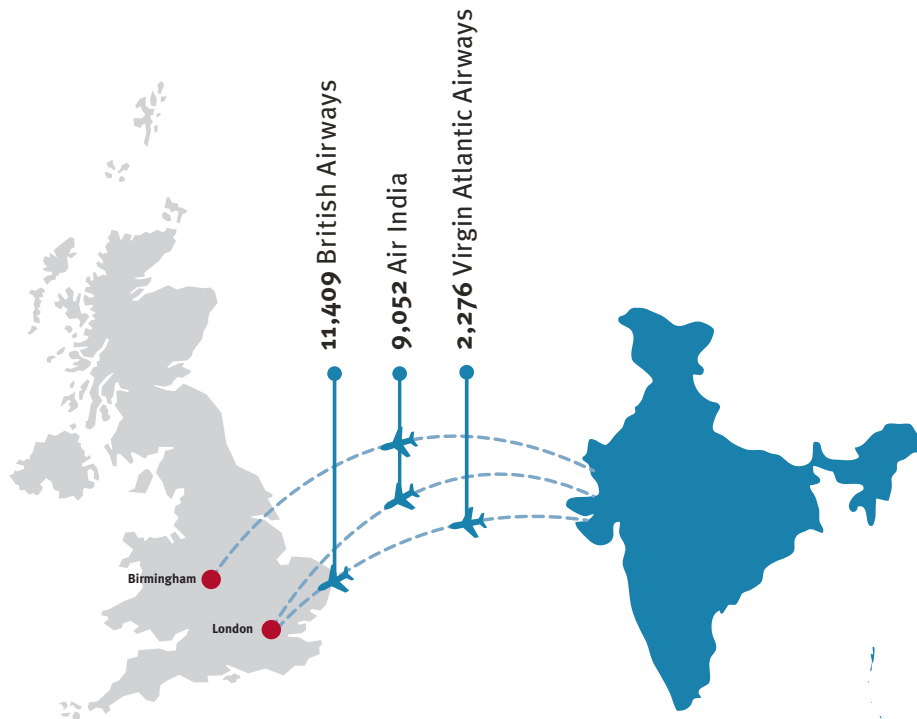 11,409 British Airways
9,052 Air India
2,276 Virgin Atlantic Airways
Birmingham
London